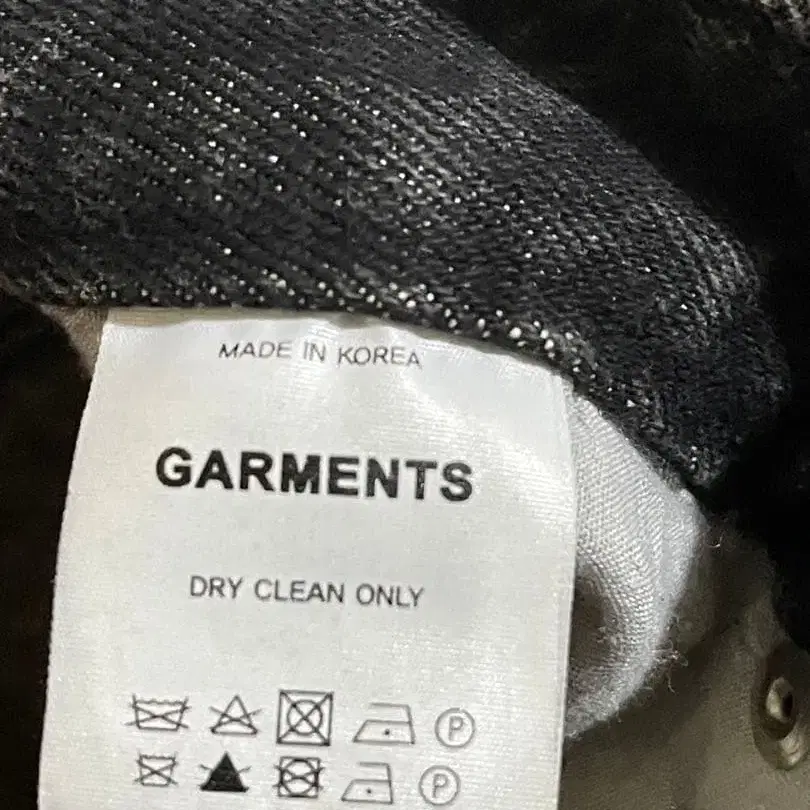 MADE IN KOREA
GARMENTS
DRY CLEAN ONLY
P
P